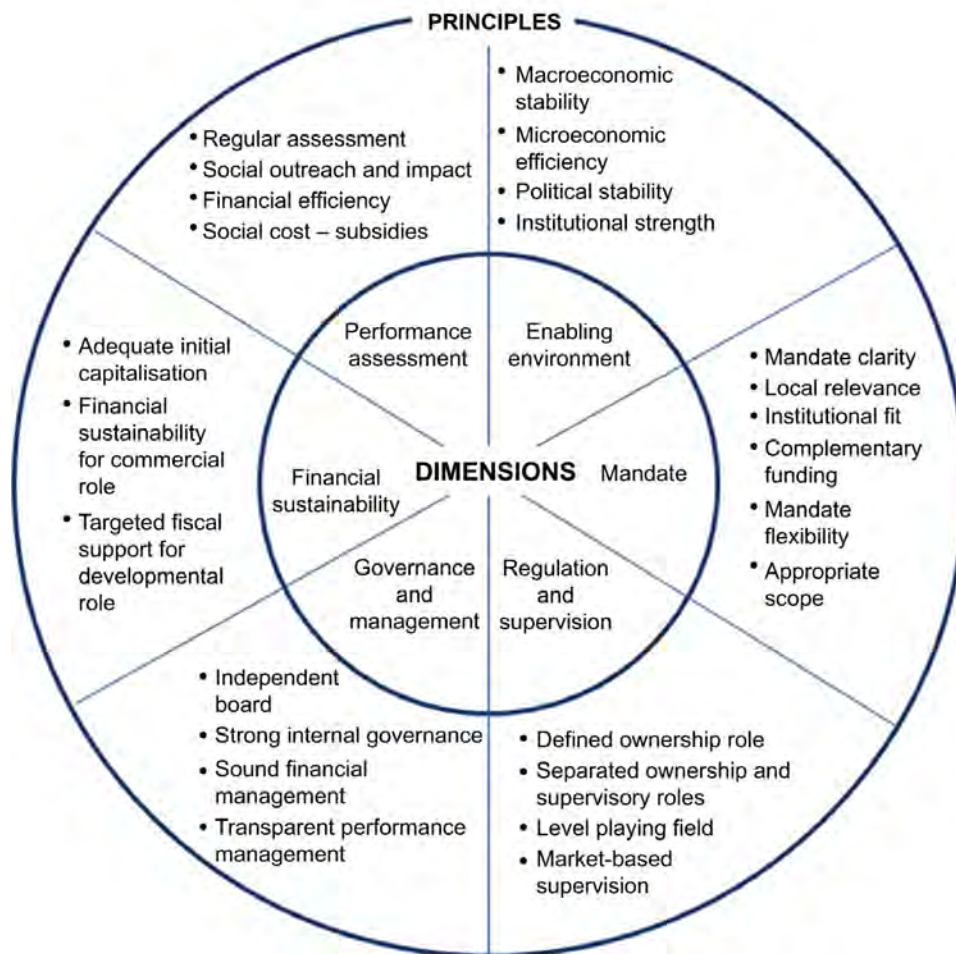 PRINCIPLES
• Macroeconomic
stability
• Microeconomic
efficiency
• Political stability
• Institutional strength
• Mandate clarity
• Local relevance
• Institutional fit
• Complementary
funding
• Mandate
flexibility
• Appropriate
scope
• Defined ownership role
• Separated ownership and
supervisory roles
• Level playing field
• Market-based
supervision
• Independent
board
• Strong internal governance
• Sound financial
management
• Transparent performance
management
• Adequate initial
capitalisation
• Financial
sustainability
for commercial
role
• Targeted fiscal
support for
developmental
role
• Regular assessment
• Social outreach and impact
• Financial efficiency
• Social cost – subsidies
DIMENSIONS
Enabling
environment
Mandate
Regulation
and
supervision
Governance
and
management
Financial
sustainability
Performance
assessment